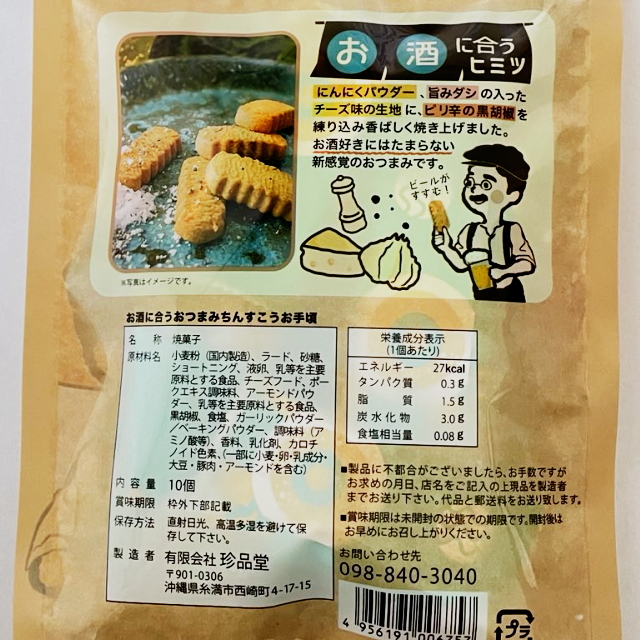 お酒に合う
ヒミツ
にんにくパウダー、旨みダシの入った
チーズ味の生地に、ピリ辛の黒胡椒を
練り込み香ばしく焼き上げました。
お酒好きにはたまらない
新感覚のおつまみです。
ビールが
すすむ!
※写真はイメージです。
お酒に合うおつまみちんすこうお手頃
名 称 焼菓子
原材料名 小麦粉(国内製造)、ラード、砂糖、
ショートニング、液卵、乳等を主要
原料とする食品、チーズフード、ポー
クエキス調味料、アーモンドパウ
ダー、乳等を主要原料とする食品、
黒胡椒、食塩、ガーリックパウダー
/ベーキングパウダー、調味料(ア
ミノ酸等)、香料、乳化剤、カロチ
ノイド色素、(一部に小麦・卵・乳成分・
大豆・豚肉・アーモンドを含む)
内容量 10個
賞味期限 枠外下部記載
保存方法 直射日光、高温多湿を避けて保
存して下さい。
製造者 有限会社 珍品堂
〒901-0306
沖縄県糸満市西崎町4-17-15
栄養成分表示
(1個あたり)
エネルギー 27kcal
タンパク質 0.3g
脂質 1.5g
炭水化物 3.0g
食塩相当量 0.08g
■製品に不都合がございましたら、お手数ですが
お求めの月日、店名をご記入の上現品を製造者
までお送り下さい。代品と郵送料をお送り致します。
■賞味期限は未開封の状態での期限です。開封後は
お早めにお召し上がりください。
お問い合わせ先
098-840-3040
プラ